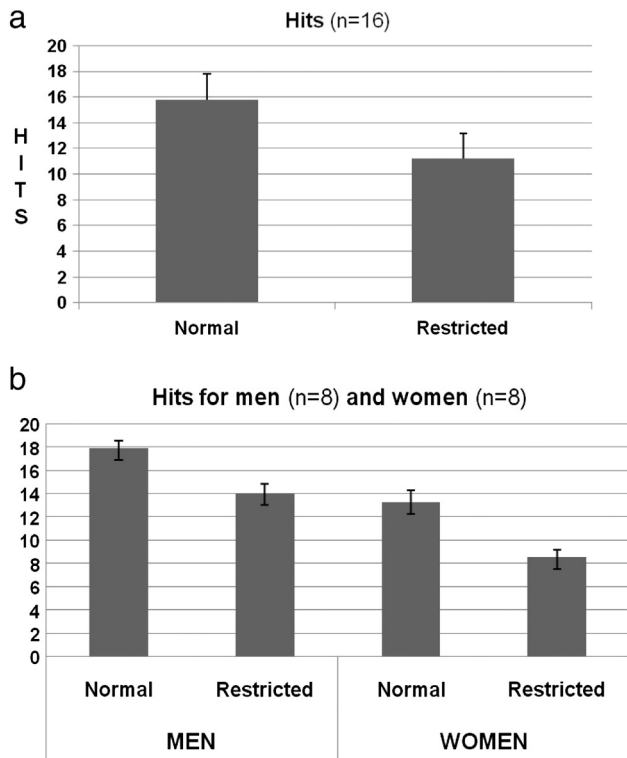 a
Hits (n=16)
20
18
16
14
12
10
8
6
4
2
0
H
I
T
S
Normal Restricted
b
Hits for men (n=8) and women (n=8)
20
18
16
14
12
10
8
6
4
2
0
Normal Restricted Normal Restricted
MEN WOMEN